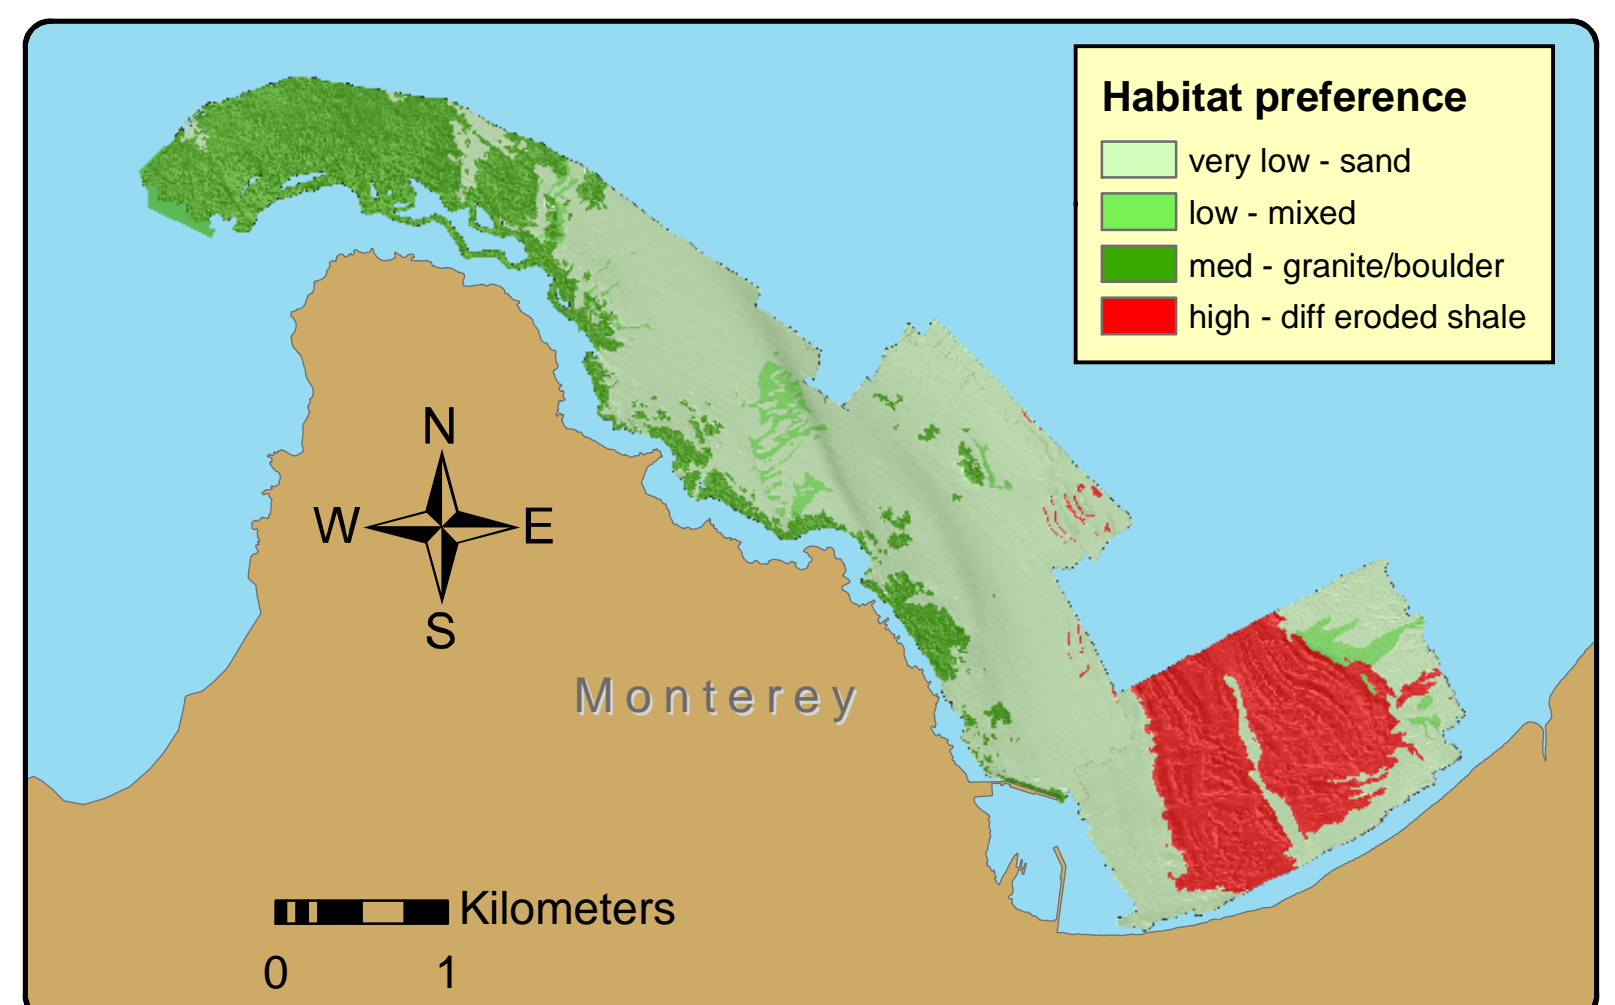 Habitat preference
very low - sand
low - mixed
med - granite/boulder
high - diff eroded shale
N
W E
S
Monterey
Kilometers
0 1